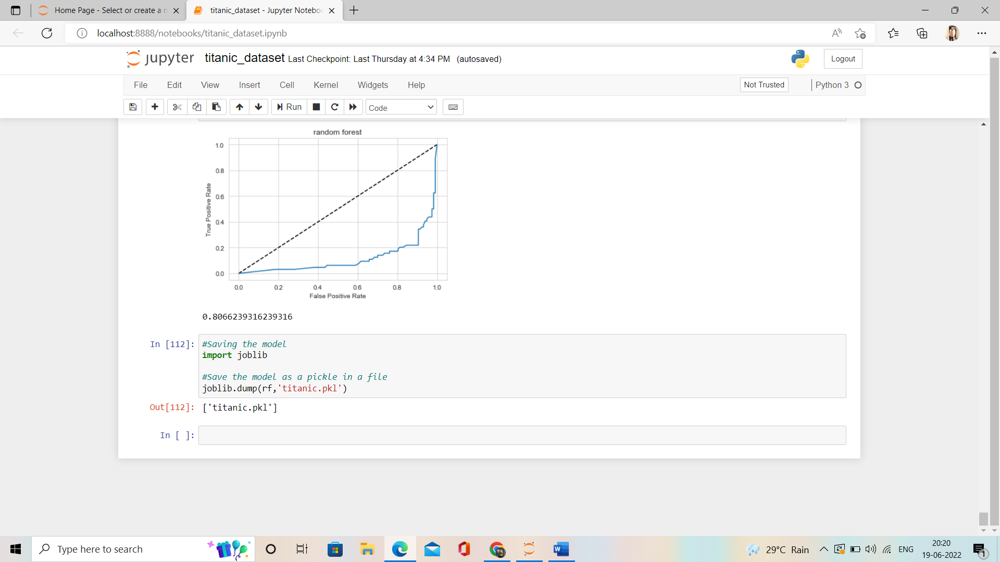 Home Page - Select or create a n
titanic_dataset - Jupyter Notebo
localhost:8888/notebooks/titanic_dataset.ipynb
jupyter titanic_dataset Last Checkpoint: Last Thursday at 4:34 PM (autosaved)
Logout
File Edit View Insert Cell Kernel Widgets Help
Not Trusted
Python 3
Run
Code
random forest
1.0
0.8
0.6
0.4
0.2
0.0
True Positive Rate
0.0 0.2 0.4 0.6 0.8 1.0
False Positive Rate
0.8066239316239316
In [112]: #Saving the model
import joblib
#Save the model as a pickle in a file
joblib.dump(rf,'titanic.pkl')
Out[112]: ['titanic.pkl']
In [ ]:
Type here to search
W
29°C Rain
ENG
20:20
19-06-2022
1